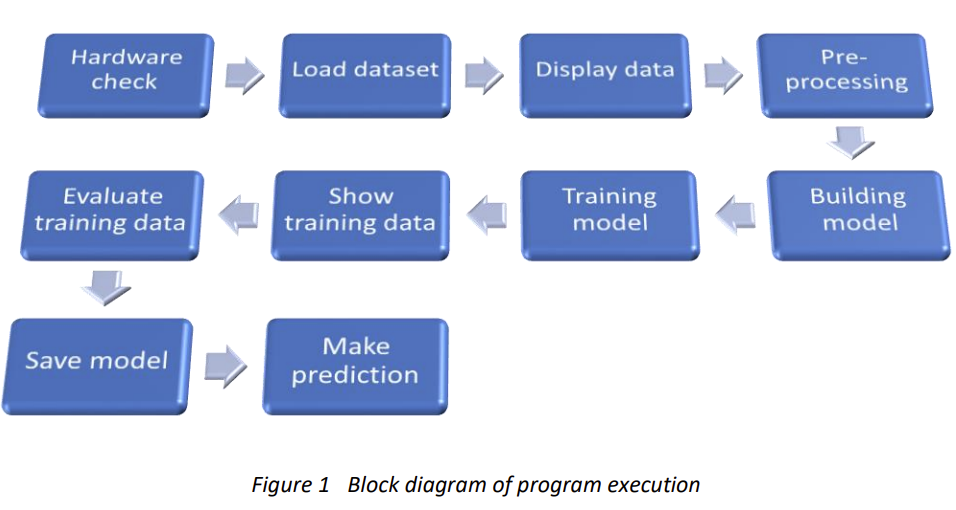 Hardware
check
Load dataset
Display data
Pre-
processing
Building
model
Training
model
Show
training data
Evaluate
training data
Save model
Make
prediction
Figure 1 Block diagram of program execution